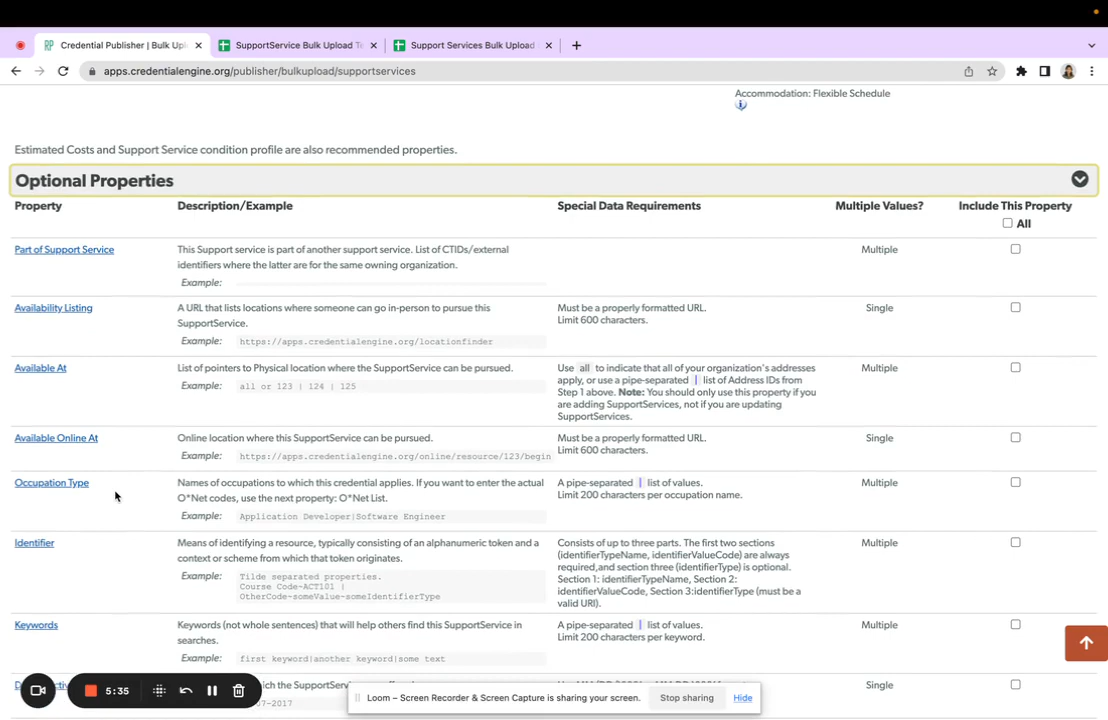 Credential Publisher | Bulk Uplo
SupportService Bulk Upload Te
Support Services Bulk Upload
apps.credentialengine.org/publisher/bulkupload/supportservices
Accommodation: Flexible Schedule
Estimated Costs and Support Service condition profile are also recommended properties.
Optional Properties
Property Description/Example Special Data Requirements Multiple Values? Include This Property
All
Part of Support Service This Support service is part of another support service. List of CTIDs/external Multiple
identifiers where the latter are for the same owning organization.
Example:
Availability Listing A URL that lists locations where someone can go in-person to pursue this Must be a properly formatted URL. Single
SupportService. Limit 600 characters.
Example: https://apps.credentialengine.org/locationfinder
Available At List of pointers to Physical location where the SupportService can be pursued. Use all to indicate that all of your organization's addresses Multiple
Example: all or 123 | 124 | 125 apply, or use a pipe-separated | list of Address IDs from
Step 1 above. Note: You should only use this property if you
are adding SupportServices, not if you are updating
SupportServices.
Available Online At Online location where this SupportService can be pursued. Must be a properly formatted URL. Single
Example: https://apps.credentialengine.org/online/resource/123/begin Limit 600 characters.
Occupation Type Names of occupations to which this credential applies. If you want to enter the actual A pipe-separated | list of values. Multiple
O*Net codes, use the next property: O*Net List. Limit 200 characters per occupation name.
Example: Application Developer|Software Engineer
Identifier Means of identifying a resource, typically consisting of an alphanumeric token and a Consists of up to three parts. The first two sections Multiple
context or scheme from which that token originates. (identifierTypeName, identifierValueCode) are always
Example: Tilde separated properties. required,and section three (identifierType) is optional.
Course Code~ACT101 | Section 1: identifierTypeName, Section 2:
OtherCode~someValue~someIdentifierType identifierValueCode, Section 3:identifierType (must be a
valid URI).
Keywords Keywords (not whole sentences) that will help others find this SupportService in A pipe-separated | list of values. Multiple
searches. Limit 200 characters per keyword.
Example: first keyword|another keyword|some text
Single
5:35
Loom – Screen Recorder & Screen Capture is sharing your screen. Stop sharing Hide